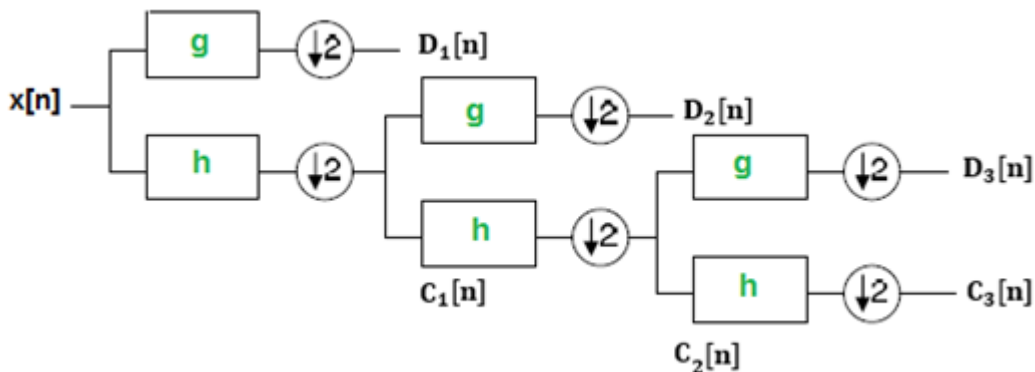 g
↓2
D₁[n]
x[n]
h
↓2
g
↓2
D₂[n]
h
↓2
C₁[n]
g
↓2
D₃[n]
h
↓2
C₃[n]
C₂[n]